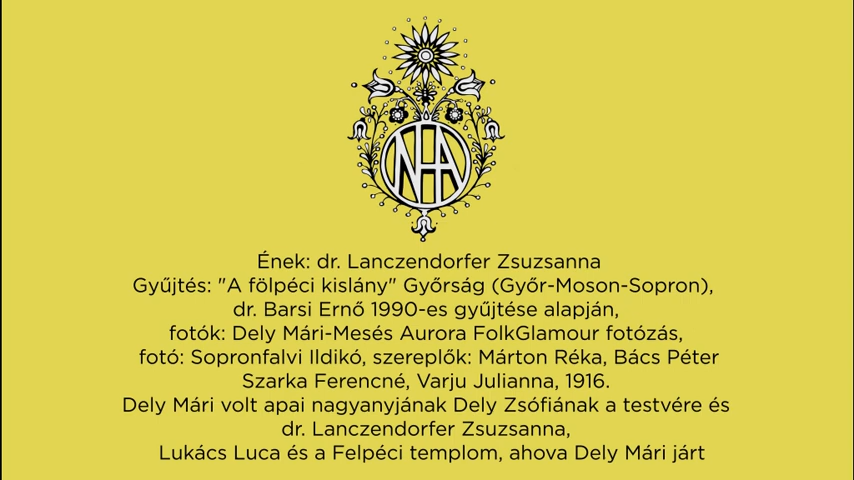 NHA
Ének: dr. Lanczendorfer Zsuzsanna
Gyűjtés: "A fölpéci kislány" Győrság (Győr-Moson-Sopron),
dr. Barsi Ernő 1990-es gyűjtése alapján,
fotók: Dely Mári-Mesés Aurora FolkGlamour fotózás,
fotó: Sopronfalvi Ildikó, szereplők: Márton Réka, Bács Péter
Szarka Ferencné, Varju Julianna, 1916.
Dely Mári volt apai nagyanyjának Dely Zsófiának a testvére és
dr. Lanczendorfer Zsuzsanna,
Lukács Luca és a Felpéci templom, ahova Dely Mári járt